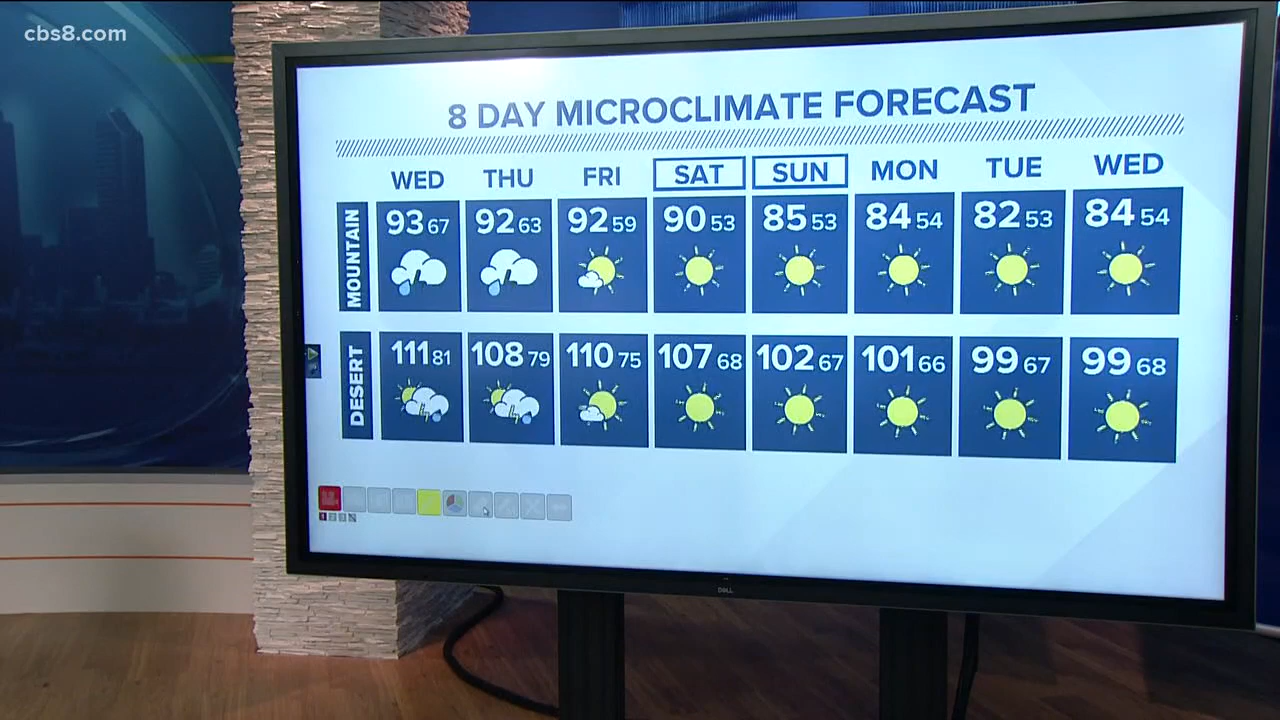 cbs8.com
8 DAY MICROCLIMATE FORECAST
WED THU FRI SAT SUN MON TUE WED
MOUNTAIN
93 67 92 63 92 59 90 53 85 53 84 54 82 53 84 54
DESERT
111 81 108 79 110 75 107 68 102 67 101 66 99 67 99 68
DELL